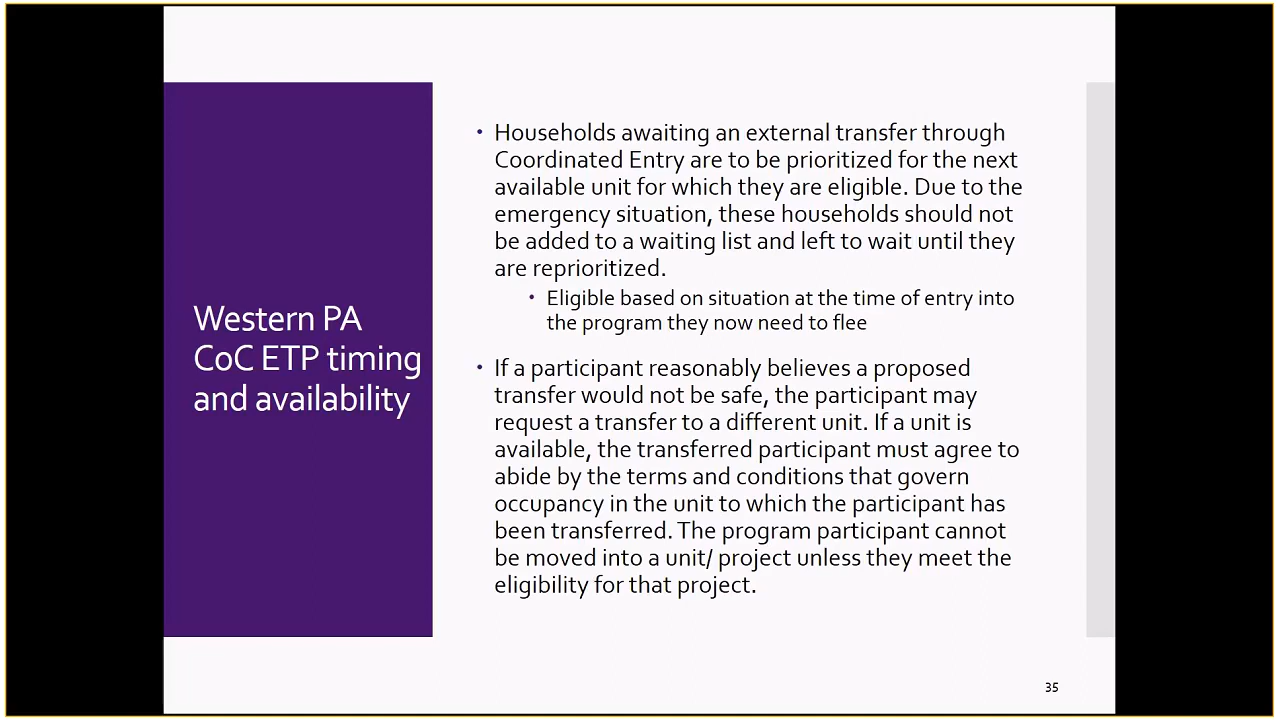 Western PA
CoC ETP timing
and availability
• Households awaiting an external transfer through
Coordinated Entry are to be prioritized for the next
available unit for which they are eligible. Due to the
emergency situation, these households should not
be added to a waiting list and left to wait until they
are reprioritized.
• Eligible based on situation at the time of entry into
the program they now need to flee
• If a participant reasonably believes a proposed
transfer would not be safe, the participant may
request a transfer to a different unit. If a unit is
available, the transferred participant must agree to
abide by the terms and conditions that govern
occupancy in the unit to which the participant has
been transferred. The program participant cannot
be moved into a unit/ project unless they meet the
eligibility for that project.
35